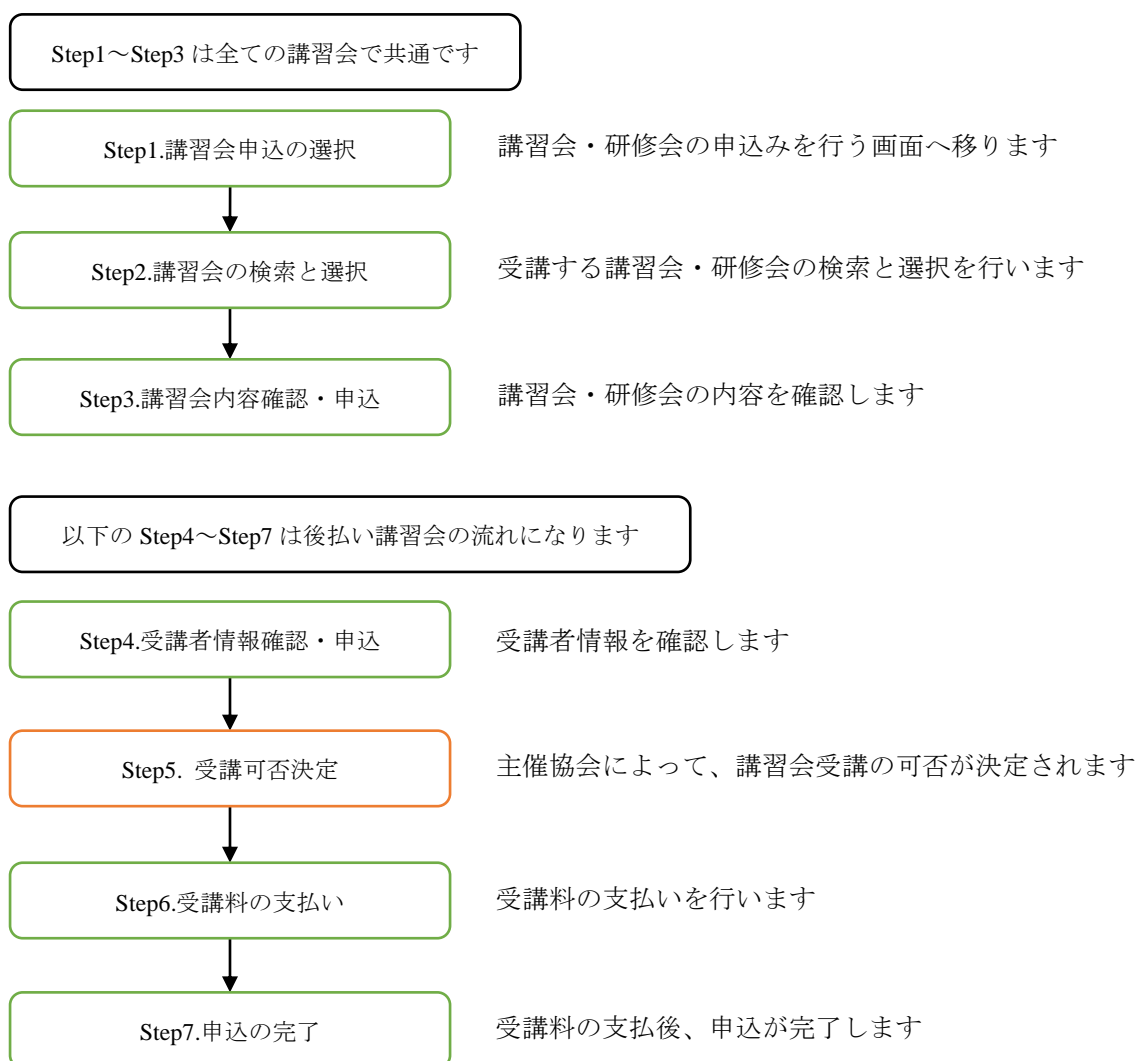 Step1～Step3 は全ての講習会で共通です
Step1.講習会申込の選択
講習会・研修会の申込みを行う画面へ移ります
Step2.講習会の検索と選択
受講する講習会・研修会の検索と選択を行います
Step3.講習会内容確認・申込
講習会・研修会の内容を確認します
以下の Step4～Step7 は後払い講習会の流れになります
Step4.受講者情報確認・申込
受講者情報を確認します
Step5. 受講可否決定
主催協会によって、講習会受講の可否が決定されます
Step6.受講料の支払い
受講料の支払いを行います
Step7.申込の完了
受講料の支払後、申込が完了します